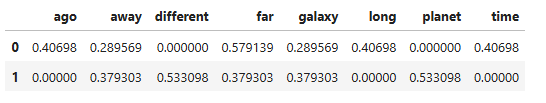 ago away different far galaxy long planet time
0 0.40698 0.289569 0.000000 0.579139 0.289569 0.40698 0.000000 0.40698
1 0.00000 0.379303 0.533098 0.379303 0.379303 0.00000 0.533098 0.00000